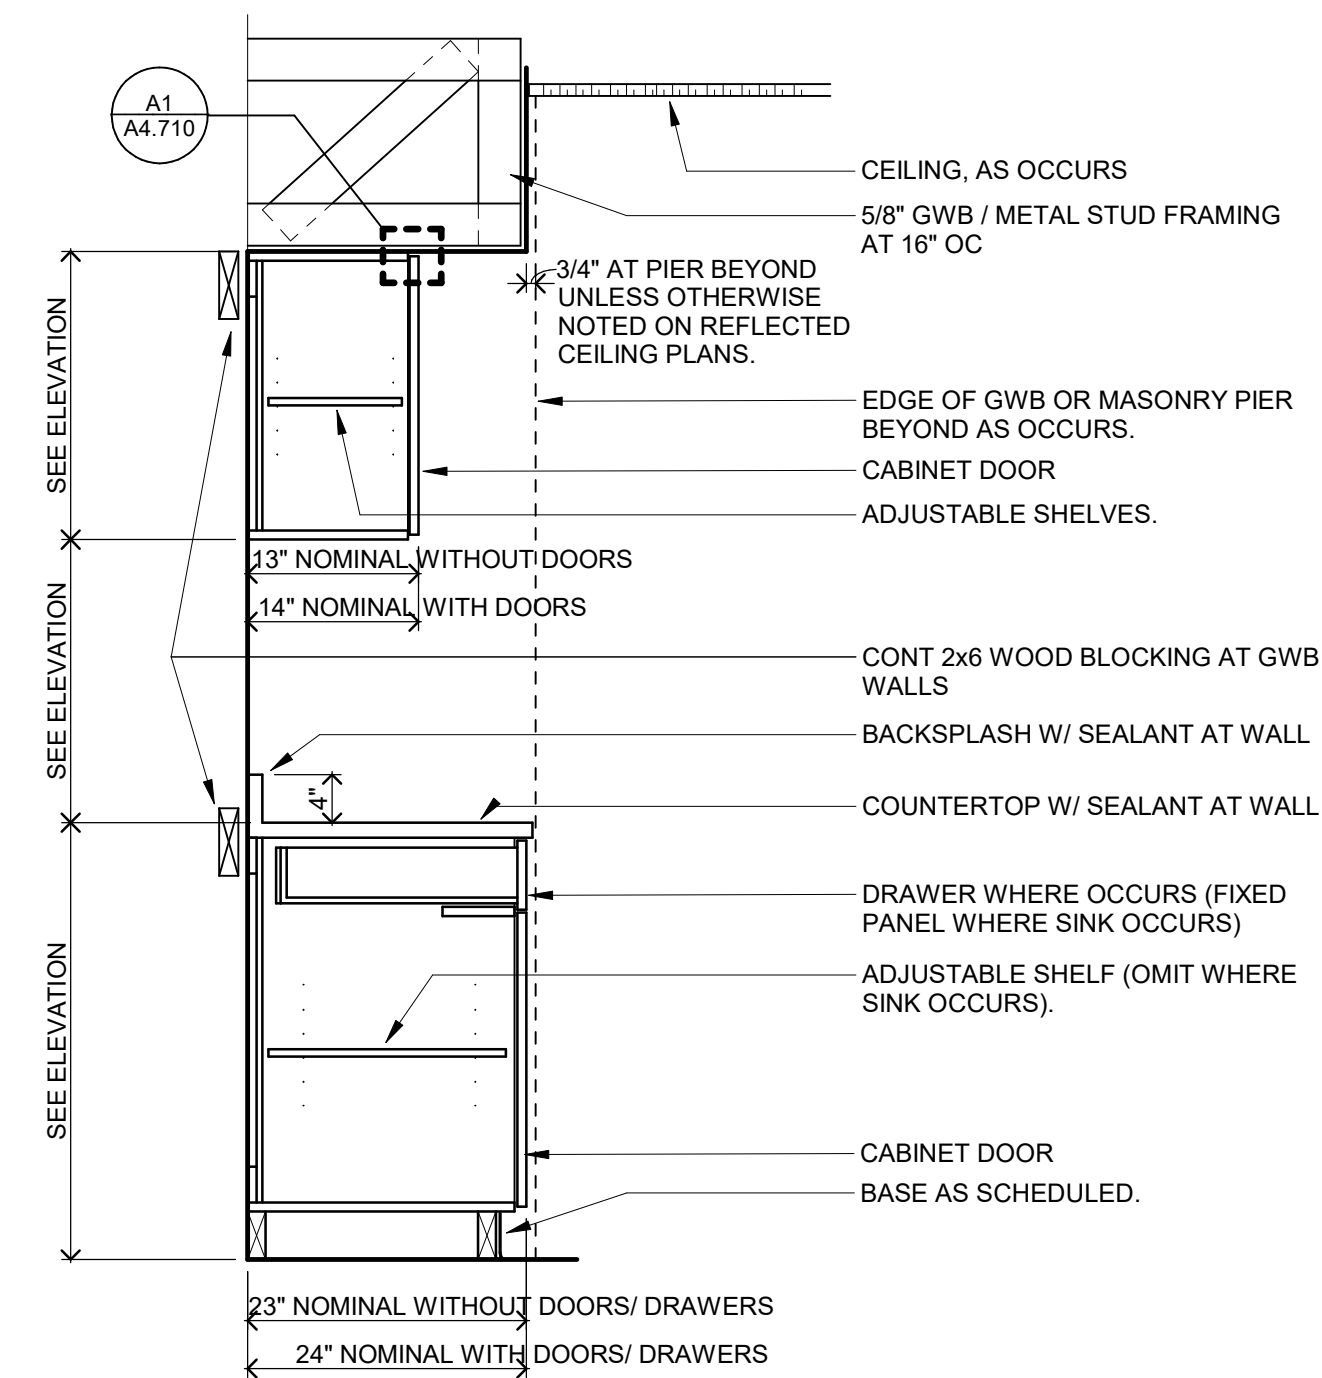 A1
A4.710
CEILING, AS OCCURS
5/8" GWB / METAL STUD FRAMING
AT 16" OC
3/4" AT PIER BEYOND
UNLESS OTHERWISE
NOTED ON REFLECTED
CEILING PLANS.
SEE ELEVATION
EDGE OF GWB OR MASONRY PIER
BEYOND AS OCCURS.
CABINET DOOR
ADJUSTABLE SHELVES.
13" NOMINAL WITHOUT DOORS
14" NOMINAL WITH DOORS
SEE ELEVATION
CONT 2x6 WOOD BLOCKING AT GWB
WALLS
BACKSPLASH W/ SEALANT AT WALL
4"
COUNTERTOP W/ SEALANT AT WALL
DRAWER WHERE OCCURS (FIXED
PANEL WHERE SINK OCCURS)
SEE ELEVATION
ADJUSTABLE SHELF (OMIT WHERE
SINK OCCURS).
CABINET DOOR
BASE AS SCHEDULED.
23" NOMINAL WITHOUT DOORS/ DRAWERS
24" NOMINAL WITH DOORS/ DRAWERS